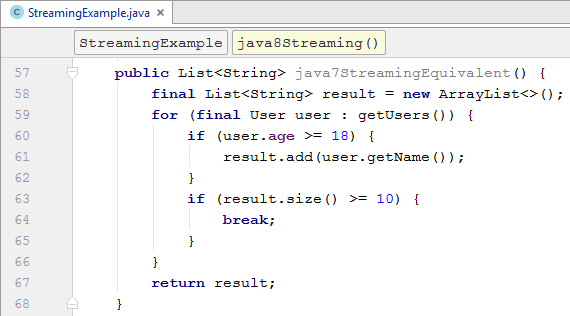 StreamingExample.java ×
StreamingExample java8Streaming()
57 public List<String> java7StreamingEquivalent() {
58 final List<String> result = new ArrayList<>();
59 for (final User user : getUsers()) {
60 if (user.age >= 18) {
61 result.add(user.getName());
62 }
63 if (result.size() >= 10) {
64 break;
65 }
66 }
67 return result;
68 }